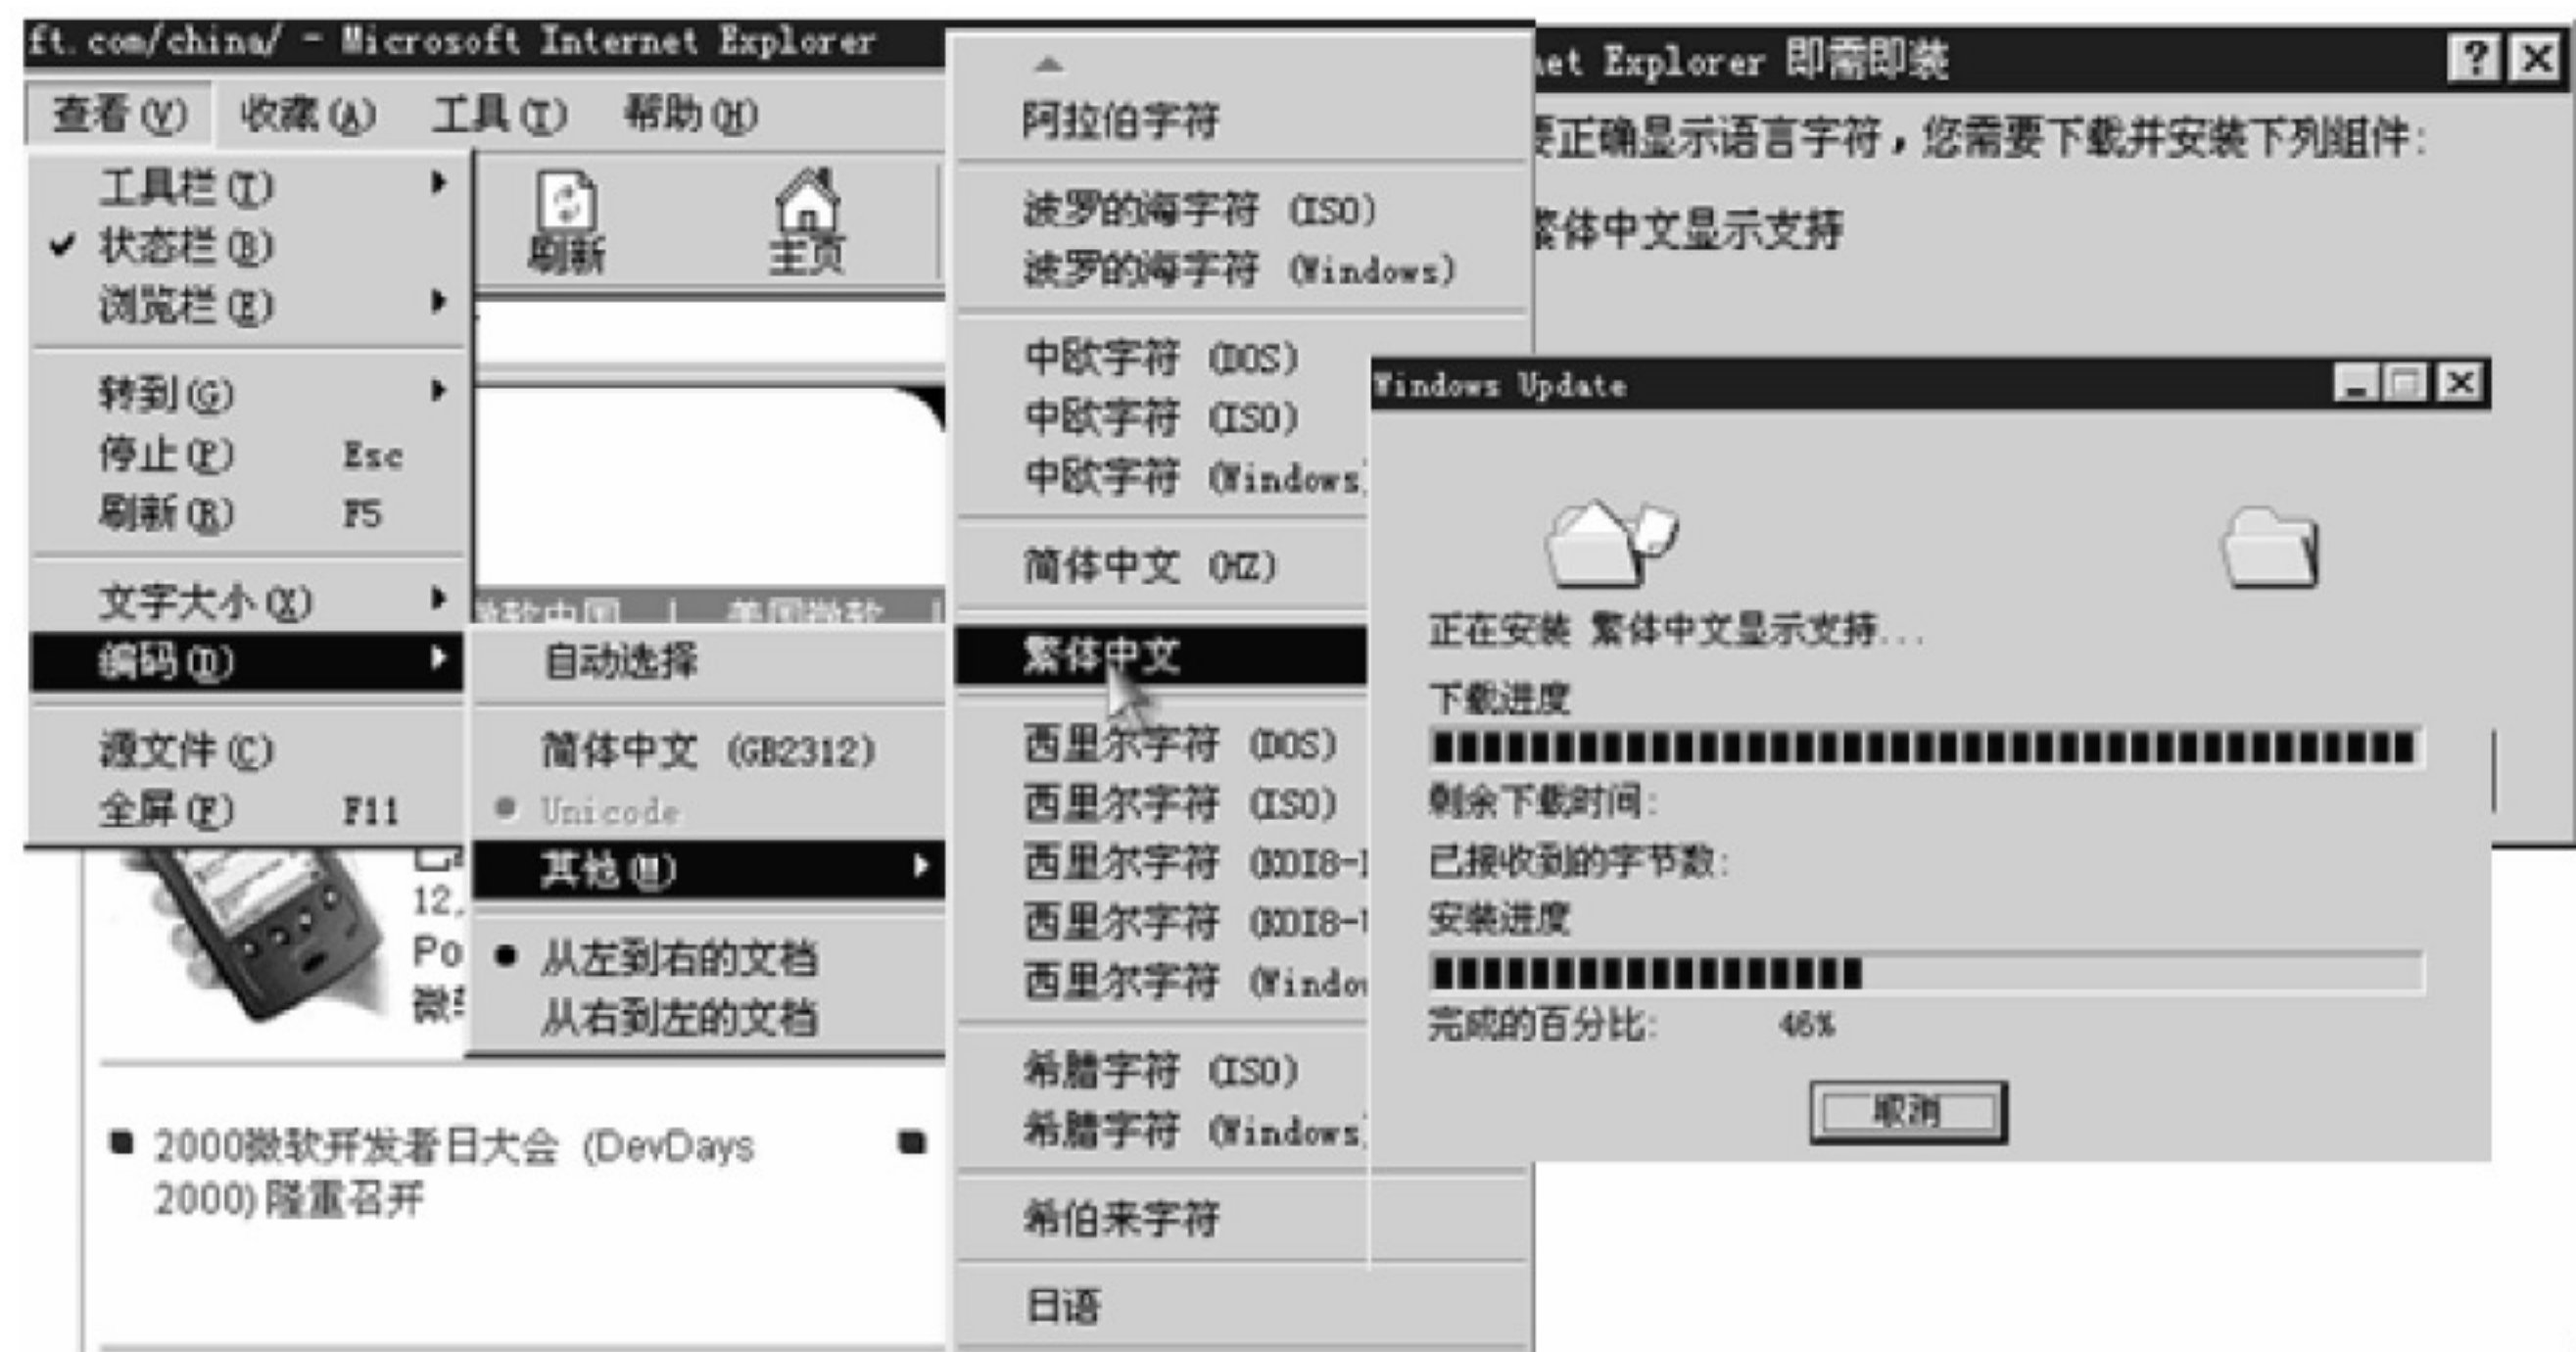 ft.com/china/ - Microsoft Internet Explorer
查看(V) 收藏(A) 工具(T) 帮助(H)
工具栏(T)
状态栏(B)
浏览栏(E)
转到(G)
停止(P) Esc
刷新(R) F5
文字大小(X)
编码(D)
源文件(C)
全屏(F) F11
刷新 主页
微软中国 | 美国微软 |
自动选择
简体中文 (GB2312)
Unicode
其他(M)
从左到右的文档
从右到左的文档
12,
Po
2000微软开发者日大会 (DevDays
2000)隆重召开
阿拉伯字符
波罗的海字符 (ISO)
波罗的海字符 (Windows)
中欧字符 (DOS)
中欧字符 (ISO)
中欧字符 (Windows
简体中文 (HZ)
繁体中文
西里尔字符 (DOS)
西里尔字符 (ISO)
西里尔字符 (KOI8-
西里尔字符 (KOI8-
西里尔字符 (Windo
希腊字符 (ISO)
希腊字符 (Windows
希伯来字符
日语
net Explorer 即需即装
要正确显示语言字符，您需要下载并安装下列组件：
繁体中文显示支持
Windows Update
正在安装 繁体中文显示支持...
下载进度
剩余下载时间:
已接收到的字节数:
安装进度
完成的百分比: 46%
取消